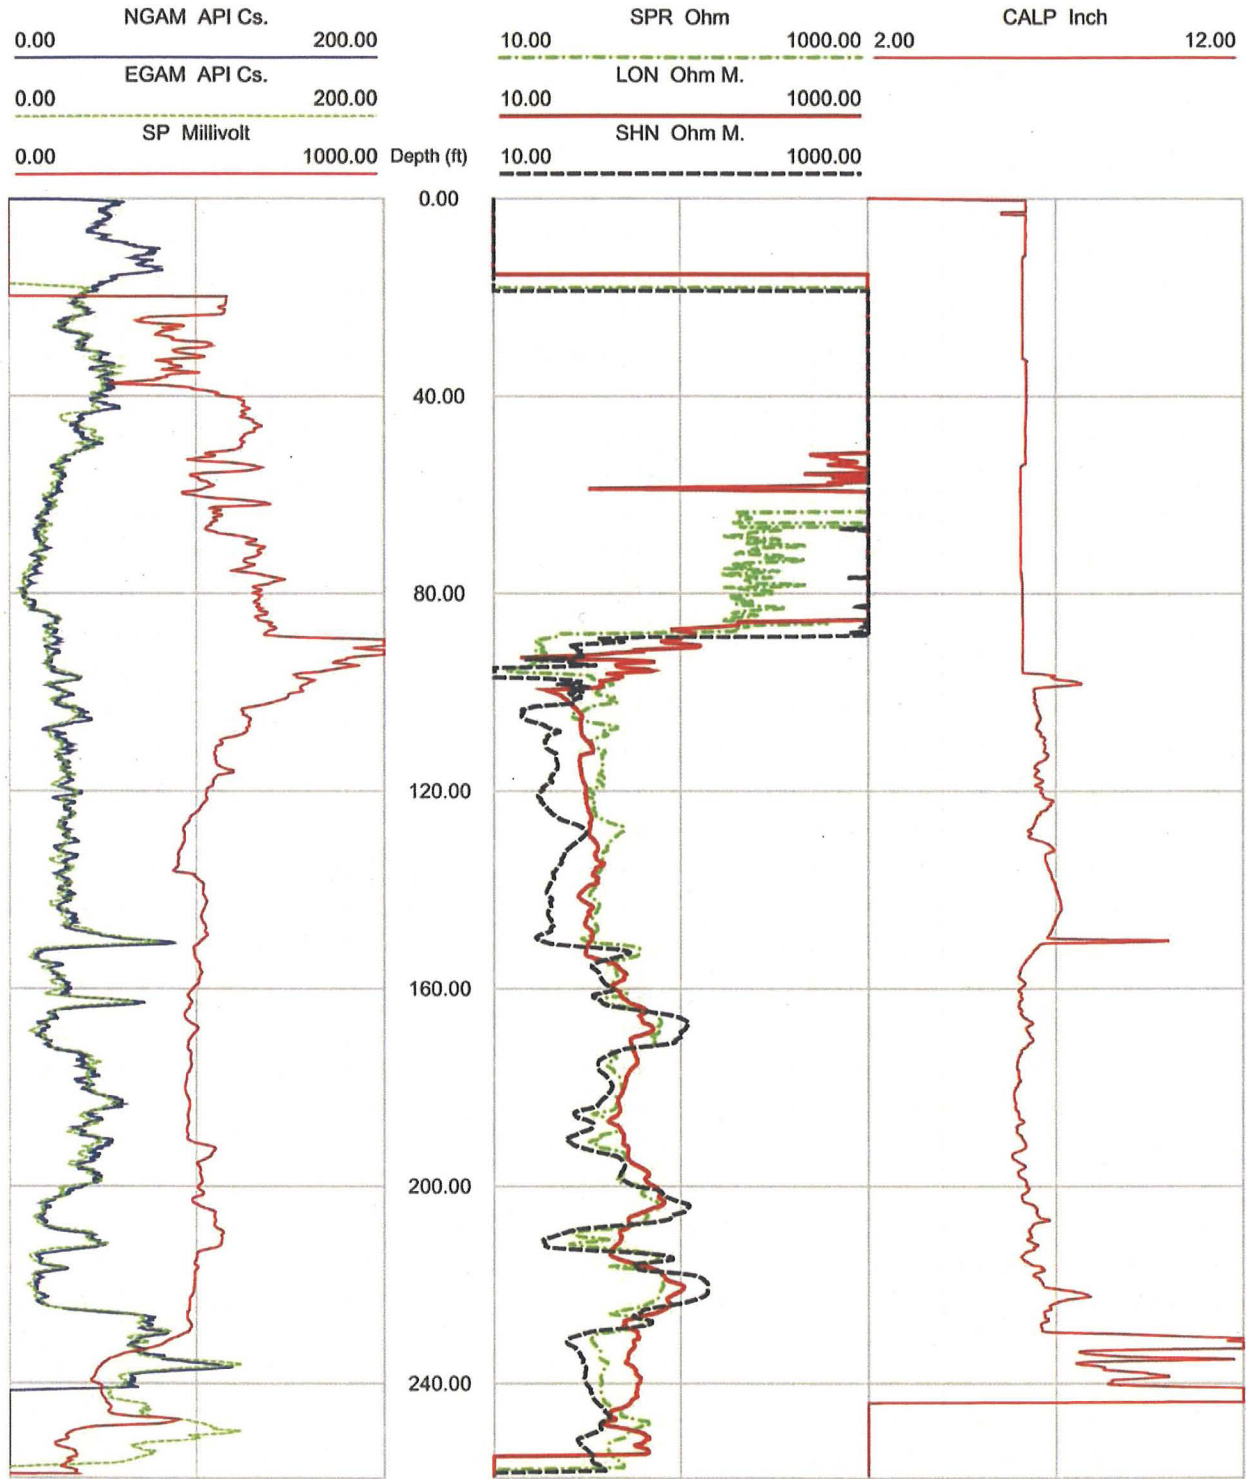 NGAM API Cs.
0.00 200.00
EGAM API Cs.
0.00 200.00
SP Millivolt
0.00 1000.00
Depth (ft)
SPR Ohm
10.00 1000.00
LON Ohm M.
10.00 1000.00
SHN Ohm M.
10.00 1000.00
CALP Inch
2.00 12.00
0.00
40.00
80.00
120.00
160.00
200.00
240.00